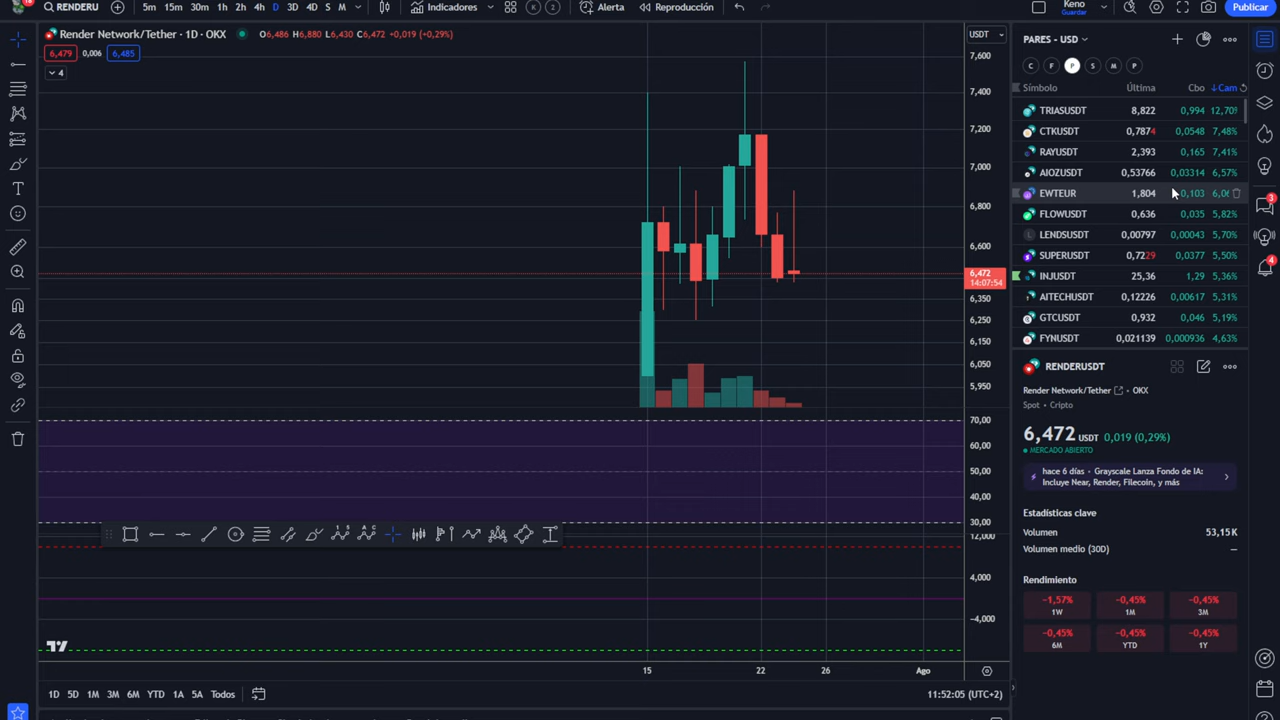 RENDERU
5m 15m 30m 1h 2h 4h D 3D 4D S M
Indicadores
K 2
Alerta
Reproducción
Keno
Guardar
Publicar
Render Network/Tether · 1D · OKX
O6,486 H6,880 L6,430 C6,472 +0,019 (+0,29%)
USDT
6,479 0,006 6,485
4
7,600
7,400
7,200
7,000
6,800
6,600
6,472
14:07:54
6,350
6,250
6,150
6,050
5,950
70,00
60,00
50,00
40,00
30,00
12,000
4,000
−4,000
15 22 26 Ago
1D 5D 1M 3M 6M YTD 1A 5A Todos
11:52:05 (UTC+2)
PARES - USD
C F P S M P
Símbolo Última Cbo Cam
TRIASUSDT 8,822 0,994 12,70%
CTKUSDT 0,7874 0,0548 7,48%
RAYUSDT 2,393 0,165 7,41%
AIOZUSDT 0,53766 0,03314 6,57%
EWTEUR 1,804 0,103
FLOWUSDT 0,636 0,035 5,82%
LENDSUSDT 0,00797 0,00043 5,70%
SUPERUSDT 0,7229 0,0377 5,50%
INJUSDT 25,36 1,29 5,36%
AITECHUSDT 0,12226 0,00617 5,31%
GTCUSDT 0,932 0,046 5,19%
FYNUSDT 0,021139 0,000936 4,63%
RENDERUSDT
Render Network/Tether · OKX
Spot · Cripto
6,472 USDT 0,019 (0,29%)
MERCADO ABIERTO
hace 6 días · Grayscale Lanza Fondo de IA:
Incluye Near, Render, Filecoin, y más
Estadísticas clave
Volumen 53,15K
Volumen medio (30D) —
Rendimiento
−1,57% −0,45% −0,45%
1W 1M 3M
−0,45% −0,45% −0,45%
6M YTD 1Y
3
4